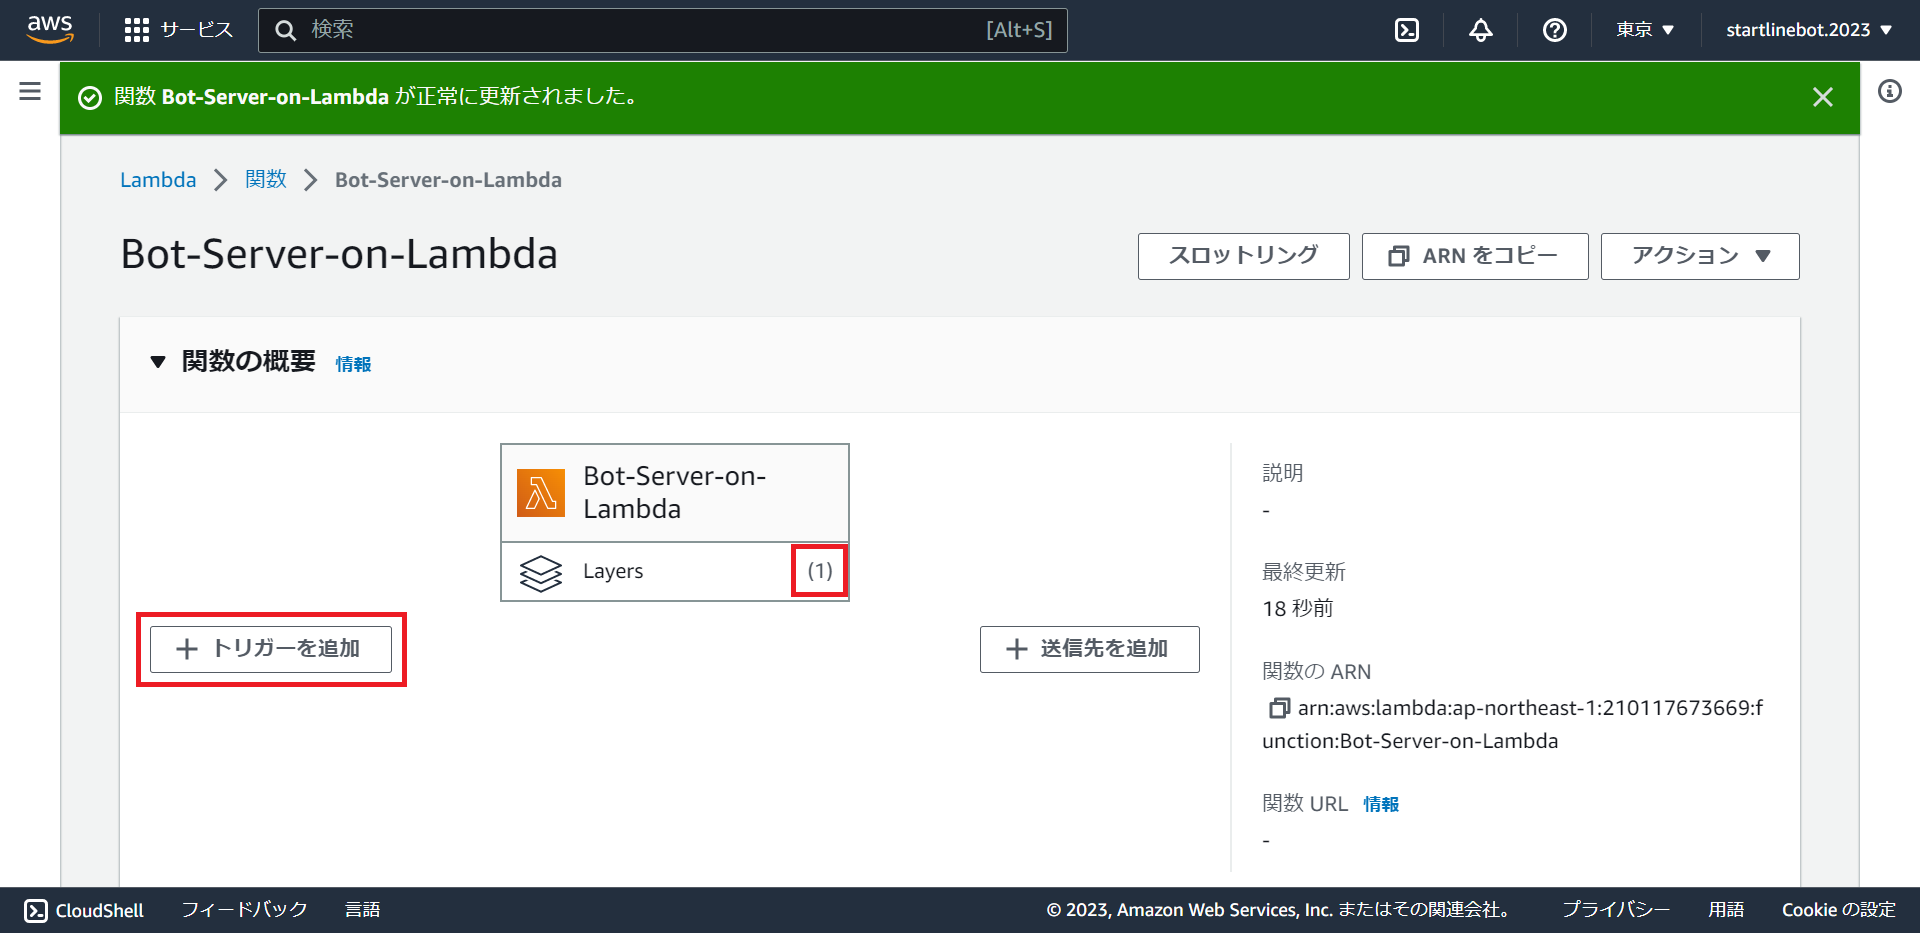 aws サービス 検索 [Alt+S] 東京 startlinebot.2023
関数 Bot-Server-on-Lambda が正常に更新されました。
Lambda 関数 Bot-Server-on-Lambda
Bot-Server-on-Lambda
スロットリング ARN をコピー アクション
関数の概要 情報
Bot-Server-on-
Lambda
Layers (1)
トリガーを追加
送信先を追加
説明
-
最終更新
18 秒前
関数の ARN
arn:aws:lambda:ap-northeast-1:210117673669:f
unction:Bot-Server-on-Lambda
関数 URL 情報
-
CloudShell フィードバック 言語 © 2023, Amazon Web Services, Inc. またはその関連会社。 プライバシー 用語 Cookie の設定